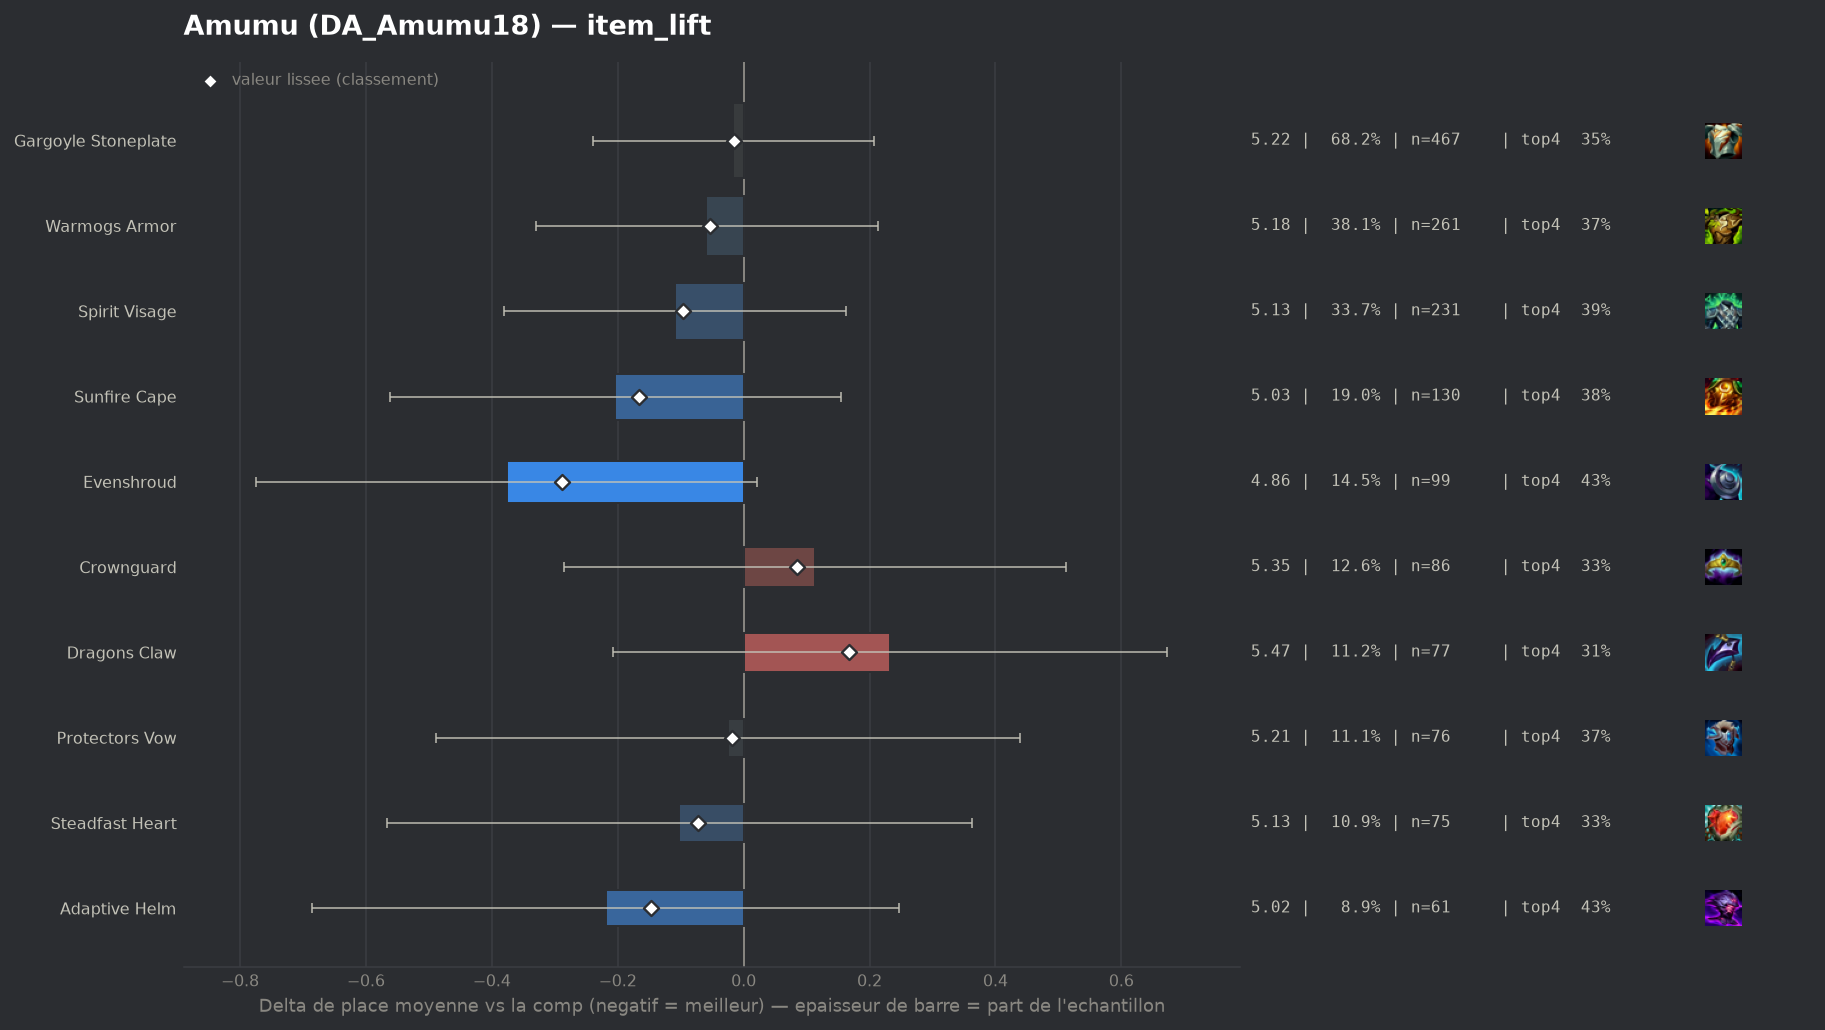 Amumu (DA_Amumu18) — item_lift
valeur lissee (classement)
Gargoyle Stoneplate 5.22 | 68.2% | n=467 | top4 35%
Warmogs Armor 5.18 | 38.1% | n=261 | top4 37%
Spirit Visage 5.13 | 33.7% | n=231 | top4 39%
Sunfire Cape 5.03 | 19.0% | n=130 | top4 38%
Evenshroud 4.86 | 14.5% | n=99 | top4 43%
Crownguard 5.35 | 12.6% | n=86 | top4 33%
Dragons Claw 5.47 | 11.2% | n=77 | top4 31%
Protectors Vow 5.21 | 11.1% | n=76 | top4 37%
Steadfast Heart 5.13 | 10.9% | n=75 | top4 33%
Adaptive Helm 5.02 | 8.9% | n=61 | top4 43%
−0.8 −0.6 −0.4 −0.2 0.0 0.2 0.4 0.6
Delta de place moyenne vs la comp (negatif = meilleur) — epaisseur de barre = part de l'echantillon